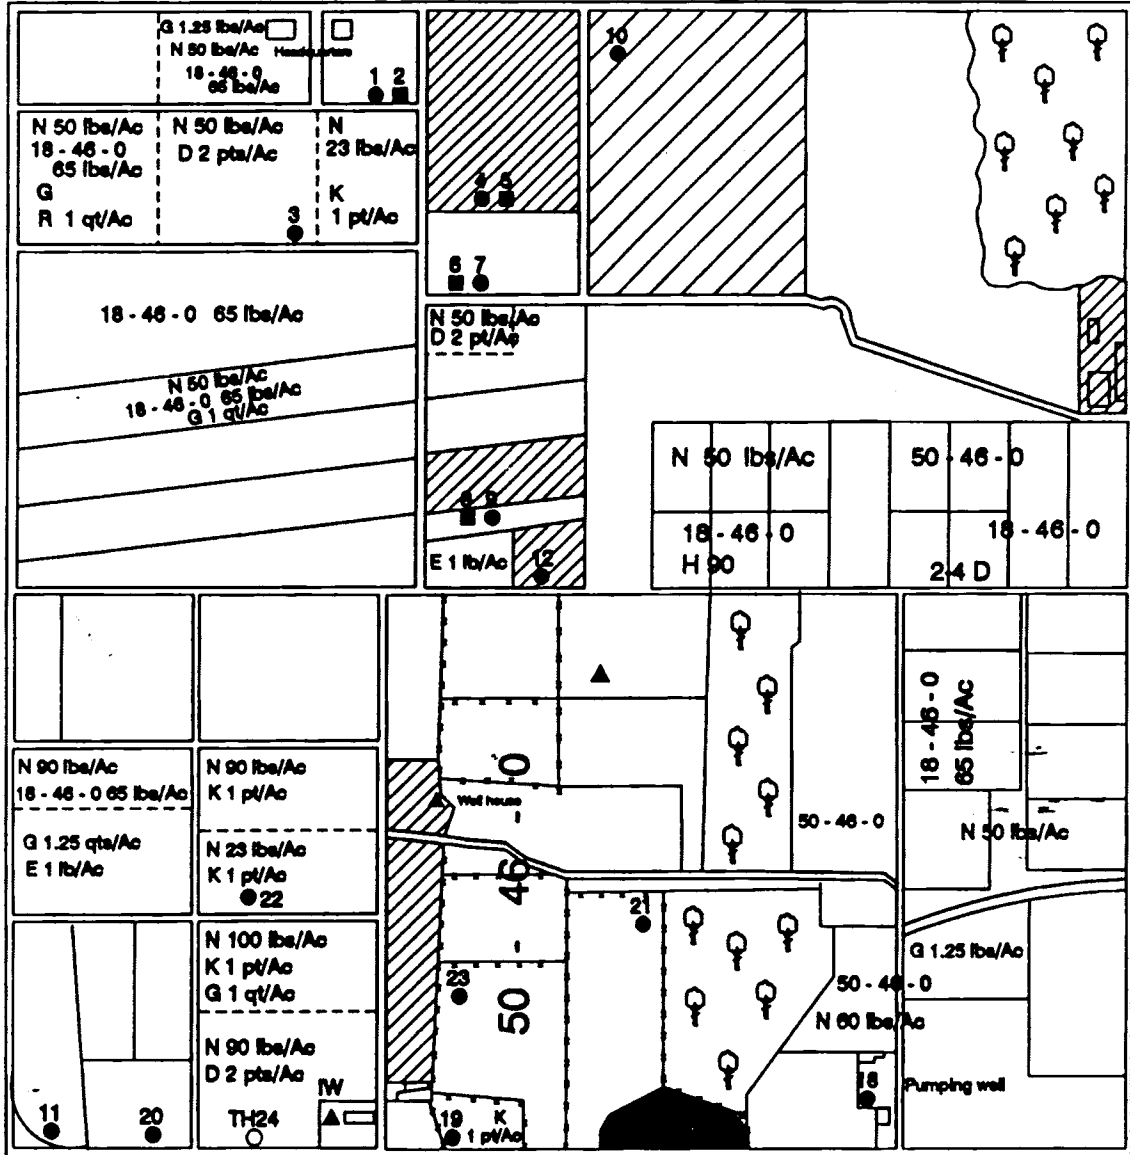 G 1.25 lbs/Ac
N 50 lbs/Ac
Headquarters
18 - 46 - 0
65 lbs/Ac
1 2
10
N 50 lbs/Ac
18 - 46 - 0
65 lbs/Ac
G
R 1 qt/Ac
N 50 lbs/Ac
D 2 pts/Ac
3
N
23 lbs/Ac
K
1 pt/Ac
4 5
6 7
18 - 46 - 0 65 lbs/Ac
N 50 lbs/Ac
18 - 46 - 0 65 lbs/Ac
G 1 qt/Ac
N 50 lbs/Ac
D 2 pt/Ac
8 9
E 1 lb/Ac
12
N 50 lbs/Ac
50 - 46 - 0
18 - 46 - 0
H 90
18 - 46 - 0
2-4 D
18 - 46 - 0
65 lbs/Ac
N 90 lbs/Ac
18 - 46 - 0 65 lbs/Ac
G 1.25 qts/Ac
E 1 lb/Ac
N 90 lbs/Ac
K 1 pt/Ac
N 23 lbs/Ac
K 1 pt/Ac
22
Well house
50 - 46 - 0
50 - 46 - 0
N 50 lbs/Ac
21
N 100 lbs/Ac
K 1 pt/Ac
G 1 qt/Ac
N 90 lbs/Ac
D 2 pts/Ac
23
G 1.25 lbs/Ac
50 - 46 - 0
N 60 lbs/Ac
Pumping well
18
11
20
TH24
IW
19
K
1 pt/Ac